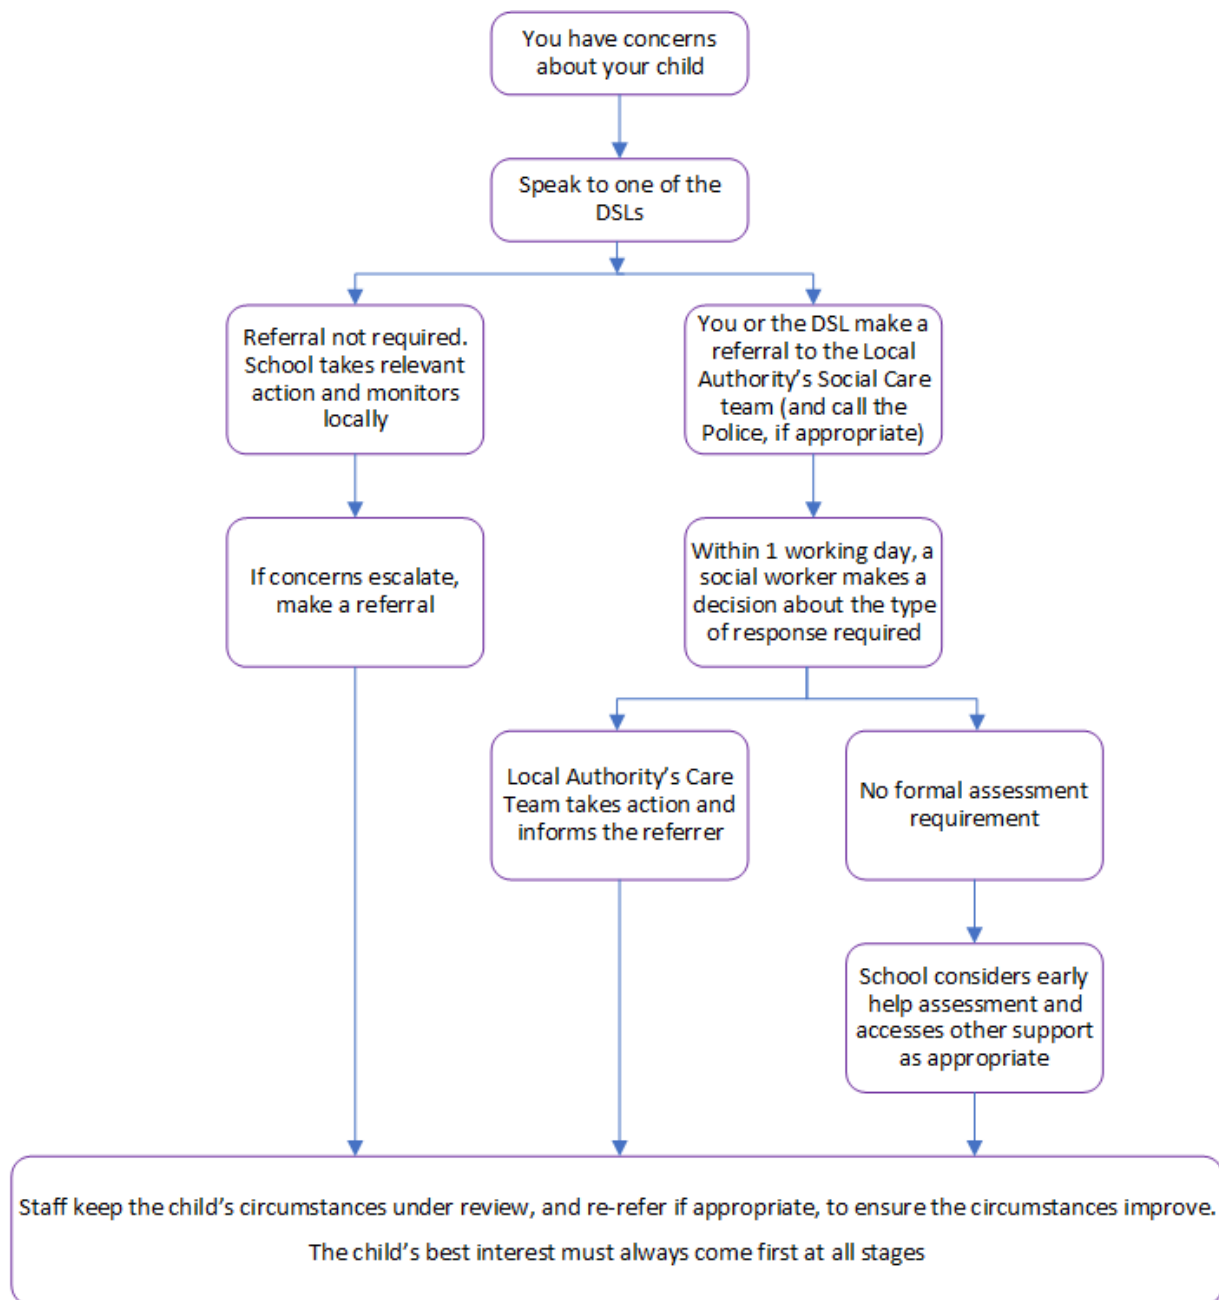 You have concerns
about your child
Speak to one of the
DSLs
Referral not required.
School takes relevant
action and monitors
locally
You or the DSL make a
referral to the Local
Authority’s Social Care
team (and call the
Police, if appropriate)
If concerns escalate,
make a referral
Within 1 working day, a
social worker makes a
decision about the type
of response required
Local Authority’s Care
Team takes action and
informs the referrer
No formal assessment
requirement
School considers early
help assessment and
accesses other support
as appropriate
Staff keep the child’s circumstances under review, and re-refer if appropriate, to ensure the circumstances improve.
The child’s best interest must always come first at all stages